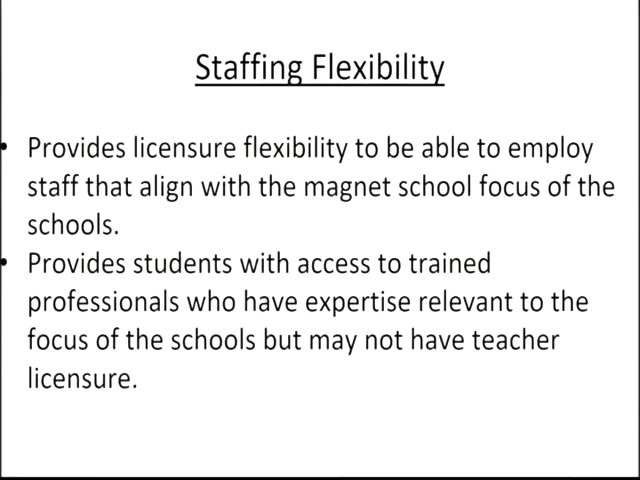 Staffing Flexibility
• Provides licensure flexibility to be able to employ
staff that align with the magnet school focus of the
schools.
• Provides students with access to trained
professionals who have expertise relevant to the
focus of the schools but may not have teacher
licensure.